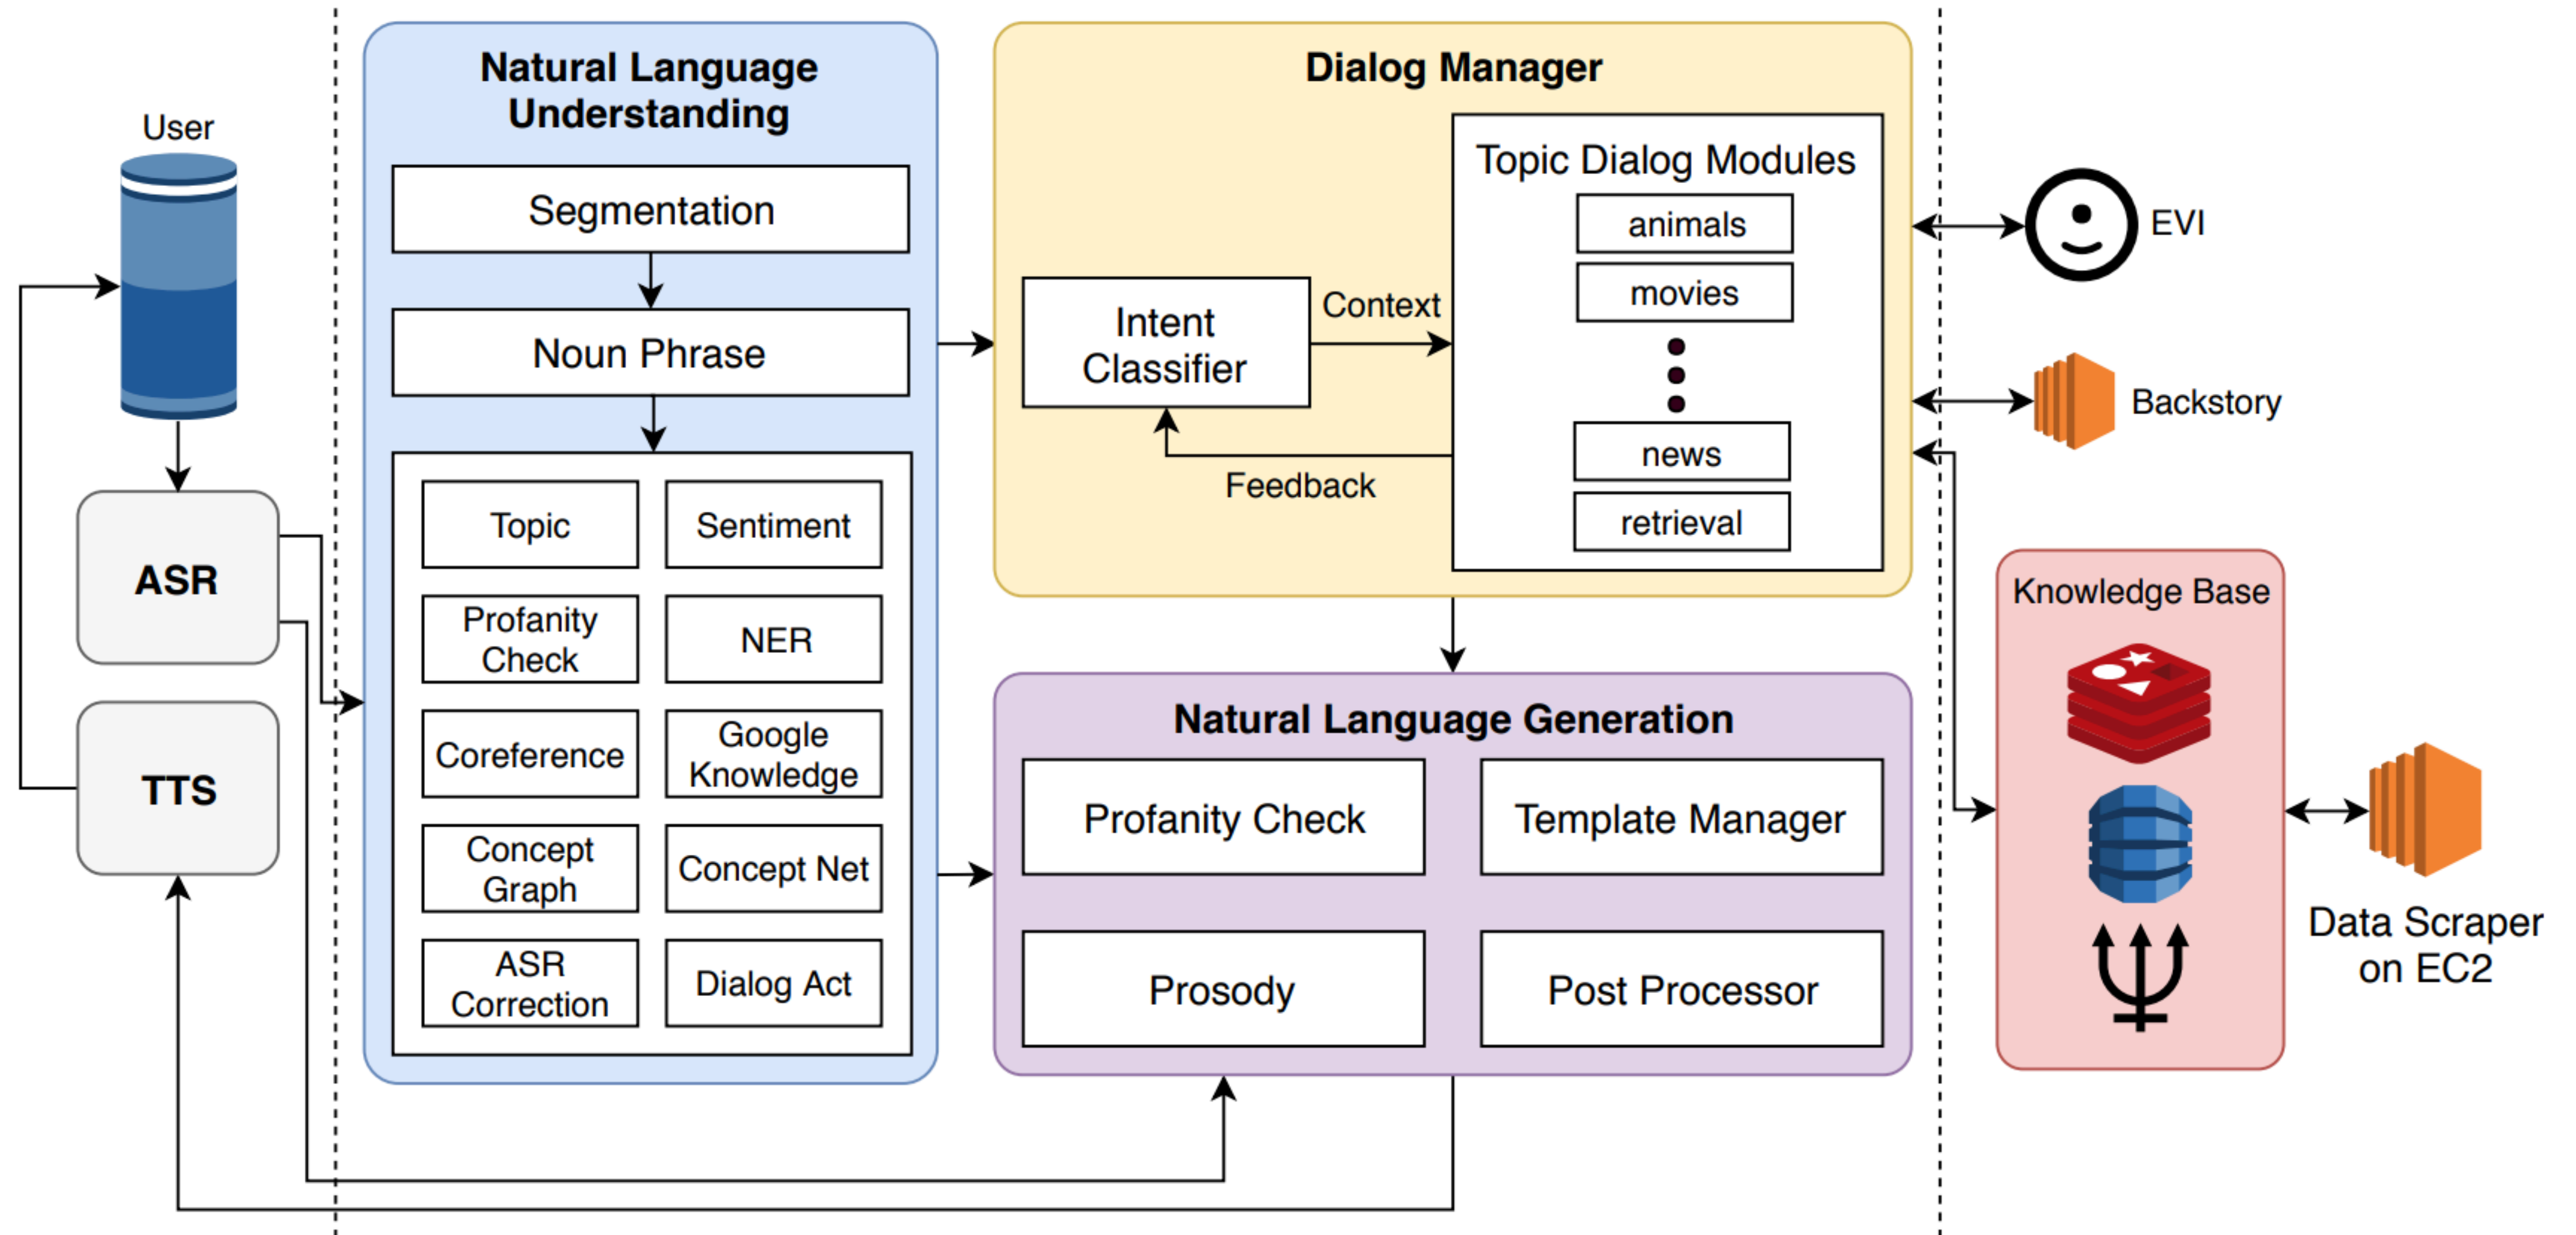 User
ASR
TTS
Natural Language
Understanding
Segmentation
Noun Phrase
Topic
Sentiment
Profanity
Check
NER
Coreference
Google
Knowledge
Concept
Graph
Concept Net
ASR
Correction
Dialog Act
Dialog Manager
Intent
Classifier
Context
Feedback
Topic Dialog Modules
animals
movies
news
retrieval
Natural Language Generation
Profanity Check
Template Manager
Prosody
Post Processor
EVI
Backstory
Knowledge Base
Data Scraper
on EC2